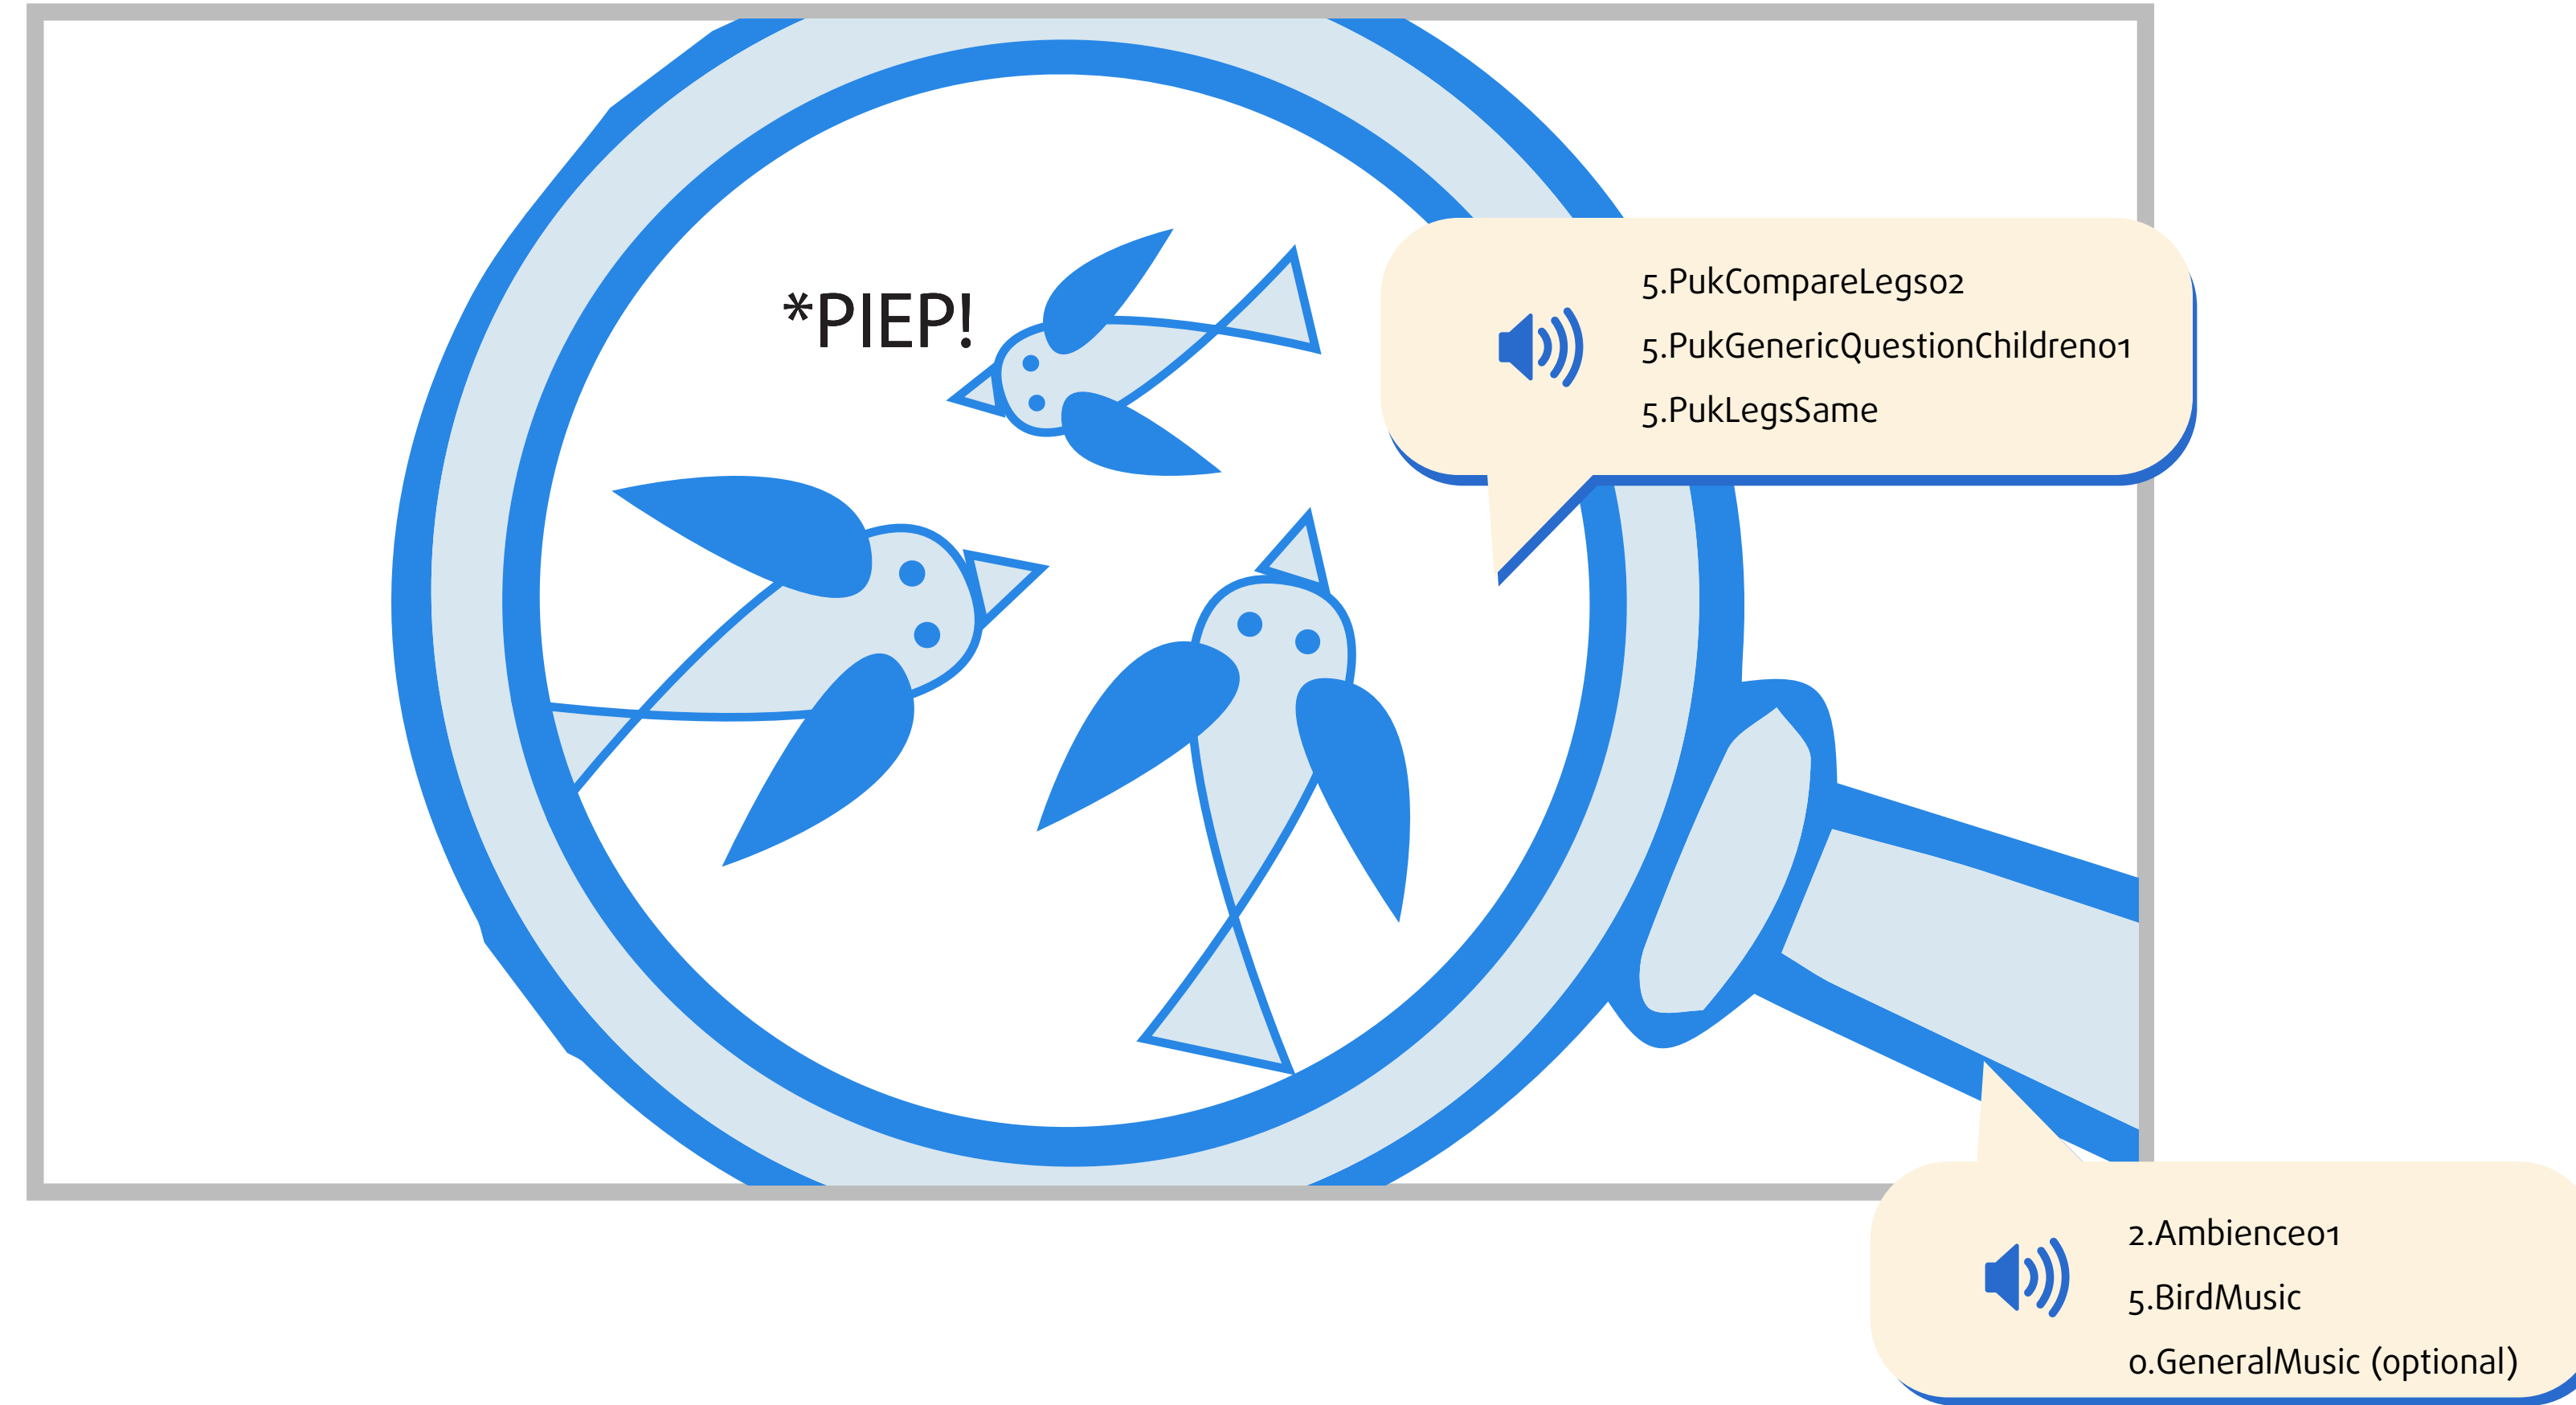 *PIEP!
5.PukCompareLegs02
5.PukGenericQuestionChildren01
5.PukLegsSame
2.Ambience01
5.BirdMusic
0.GeneralMusic (optional)